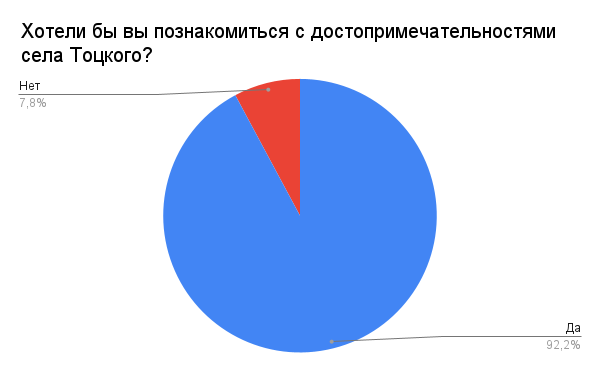 Хотели бы вы познакомиться с достопримечательностями
села Тоцкого?
Нет
7,8%
Да
92,2%